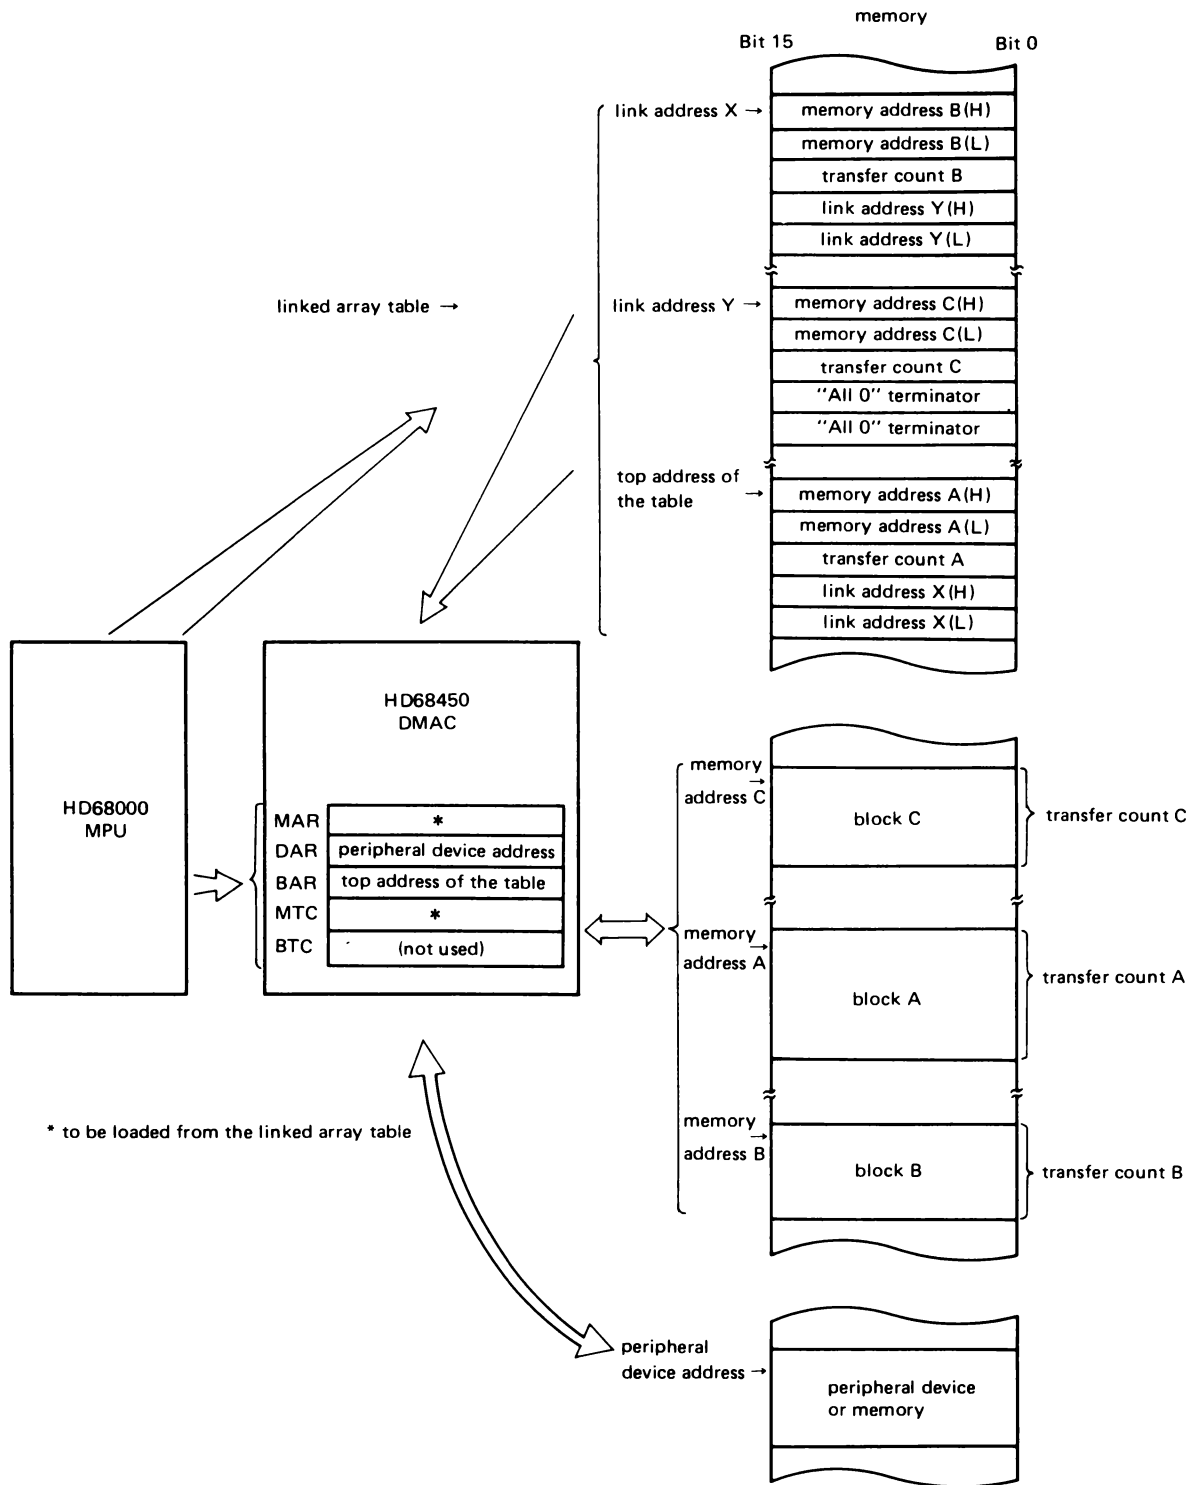 memory
Bit 15
Bit 0
link address X →
memory address B(H)
memory address B(L)
transfer count B
link address Y(H)
link address Y(L)
linked array table →
link address Y →
memory address C(H)
memory address C(L)
transfer count C
"All 0" terminator
"All 0" terminator
top address of
the table →
memory address A(H)
memory address A(L)
transfer count A
link address X(H)
link address X(L)
HD68000
MPU
HD68450
DMAC
MAR
*
DAR
peripheral device address
BAR
top address of the table
MTC
*
BTC
(not used)
memory
address C →
block C
transfer count C
memory
address A →
block A
transfer count A
memory
address B →
block B
transfer count B
* to be loaded from the linked array table
peripheral
device address →
peripheral device
or memory